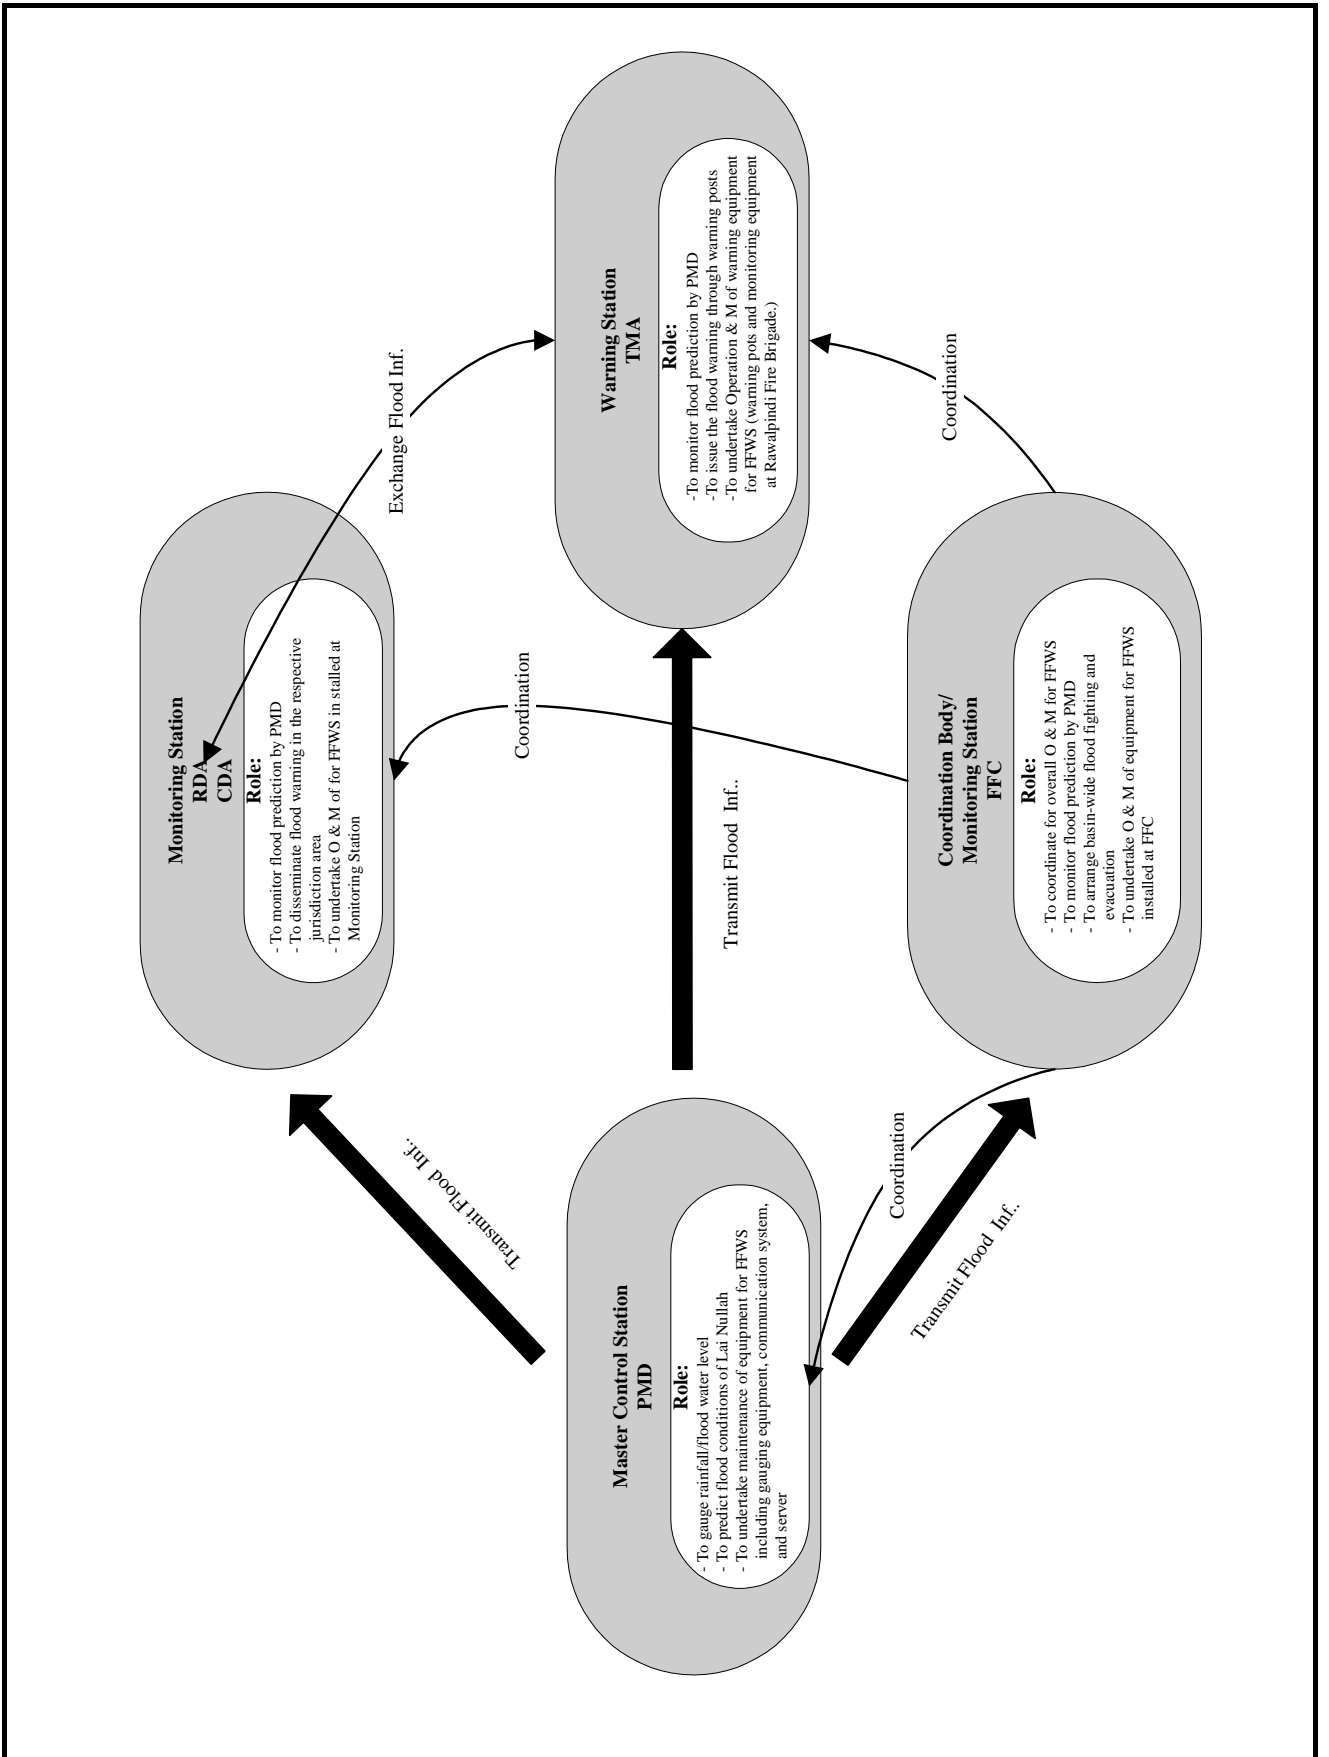 Monitoring Station
RDA
CDA
Role:
- To monitor flood prediction by PMD
- To disseminate flood warning in the respective
jurisdiction area
- To undertake O & M of for FFWS in stalled at
Monitoring Station
Exchange Flood Inf.
Transmit Flood Inf..
Coordination
Master Control Station
PMD
Role:
- To gauge rainfall/flood water level
- To predict flood conditions of Lai Nullah
- To undertake maintenance of equipment for FFWS
including gauging equipment, communication system,
and server
Transmit Flood Inf..
Warning Station
TMA
Role:
-To monitor flood prediction by PMD
-To issue the flood warning through warning posts
-To undertake Operation & M of warning equipment
for FFWS (warning pots and monitoring equipment
at Rawalpindi Fire Brigade.)
Coordination
Transmit Flood Inf..
Coordination
Coordination Body/
Monitoring Station
FFC
Role:
- To coordinate for overall O & M for FFWS
- To monitor flood prediction by PMD
- To arrange basin-wide flood fighting and
evacuation
- To undertake O & M of equipment for FFWS
installed at FFC